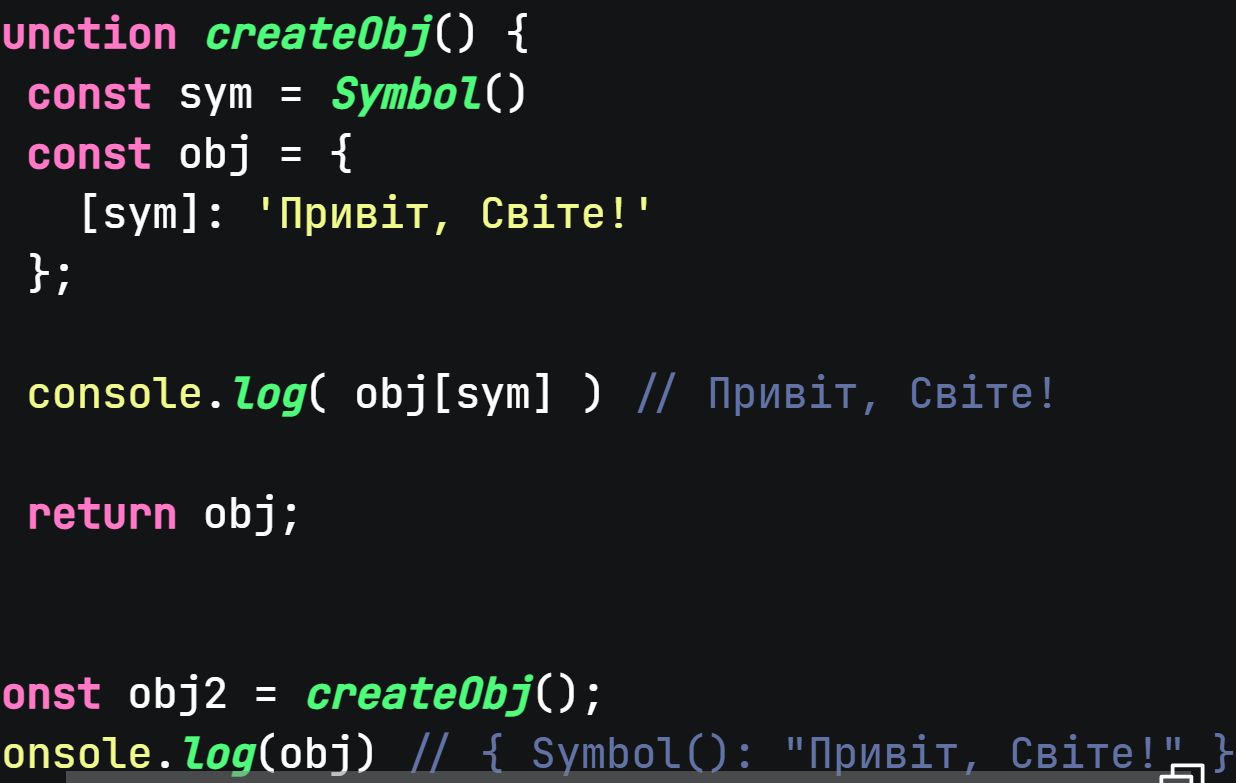 unction createObj() {
const sym = Symbol()
const obj = {
[sym]: 'Привіт, Світе!'
};
console.log( obj[sym] ) // Привіт, Світе!
return obj;
onst obj2 = createObj();
onsole.log(obj) // { Symbol(): "Привіт, Світе!" }